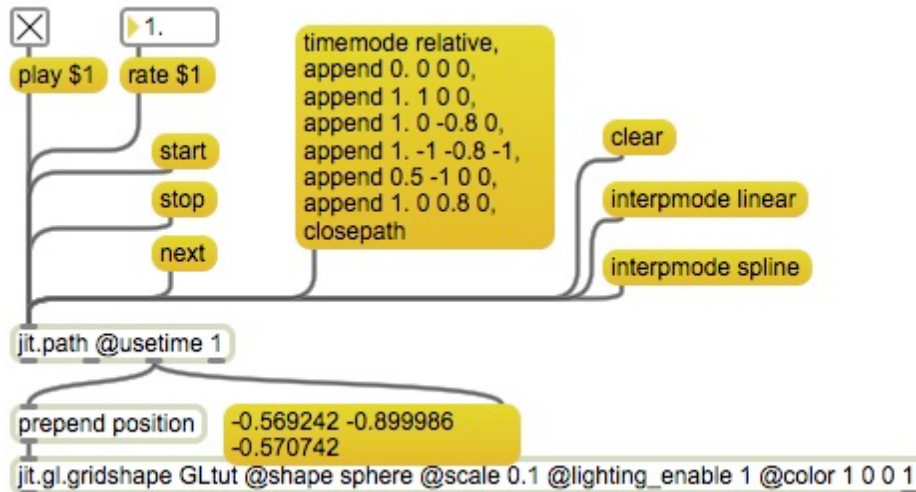 1.
play $1
rate $1
start
stop
next
timemode relative,
append 0. 0 0 0,
append 1. 1 0 0,
append 1. 0 -0.8 0,
append 1. -1 -0.8 -1,
append 0.5 -1 0 0,
append 1. 0 0.8 0,
closepath
clear
interpmode linear
interpmode spline
jit.path @usetime 1
prepend position
-0.569242 -0.899986
-0.570742
jit.gl.gridshape GLtut @shape sphere @scale 0.1 @lighting_enable 1 @color 1 0 0 1